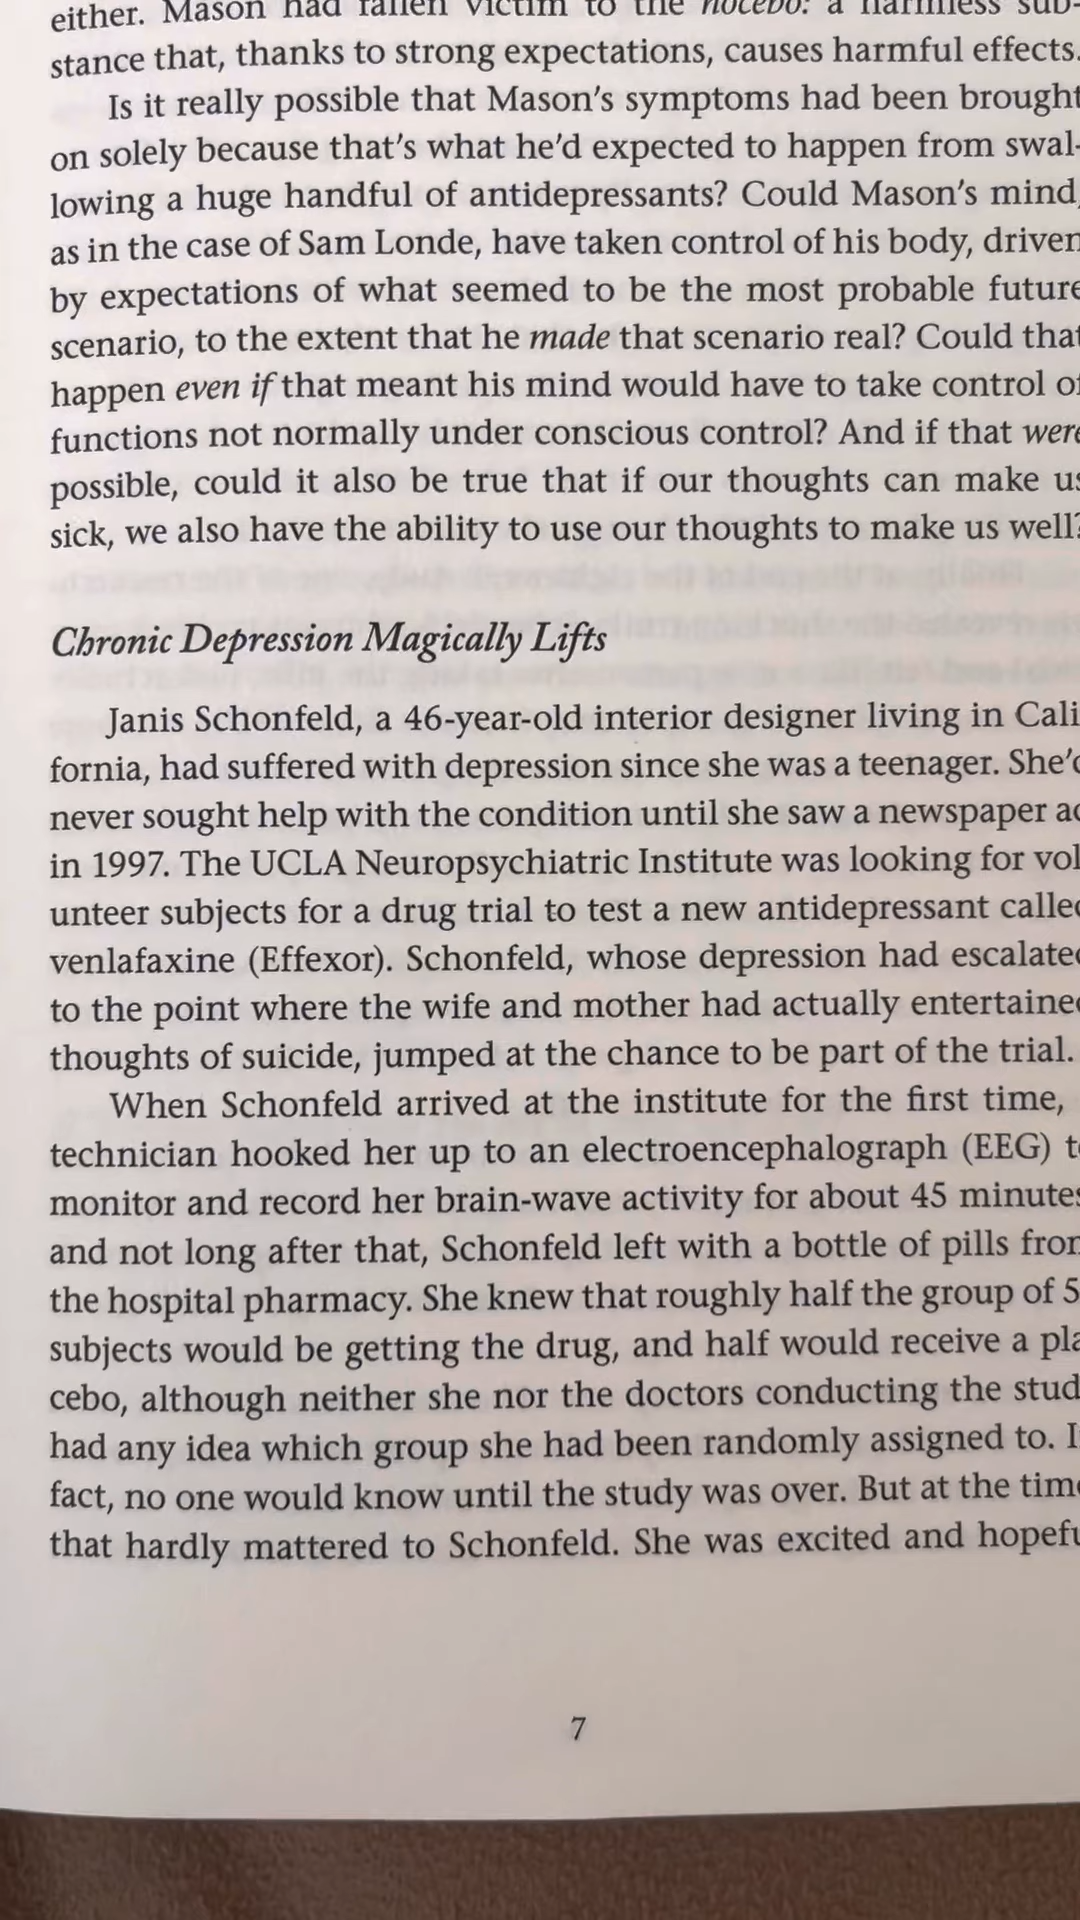 either. Mason had fallen victim to the nocebo: a harmless sub-
stance that, thanks to strong expectations, causes harmful effects.
Is it really possible that Mason's symptoms had been brought
on solely because that's what he'd expected to happen from swal-
lowing a huge handful of antidepressants? Could Mason's mind,
as in the case of Sam Londe, have taken control of his body, driven
by expectations of what seemed to be the most probable future
scenario, to the extent that he made that scenario real? Could that
happen even if that meant his mind would have to take control of
functions not normally under conscious control? And if that were
possible, could it also be true that if our thoughts can make us
sick, we also have the ability to use our thoughts to make us well?
Chronic Depression Magically Lifts
Janis Schonfeld, a 46-year-old interior designer living in Cali
fornia, had suffered with depression since she was a teenager. She'd
never sought help with the condition until she saw a newspaper ad
in 1997. The UCLA Neuropsychiatric Institute was looking for vol
unteer subjects for a drug trial to test a new antidepressant called
venlafaxine (Effexor). Schonfeld, whose depression had escalated
to the point where the wife and mother had actually entertained
thoughts of suicide, jumped at the chance to be part of the trial.
When Schonfeld arrived at the institute for the first time,
technician hooked her up to an electroencephalograph (EEG) to
monitor and record her brain-wave activity for about 45 minutes
and not long after that, Schonfeld left with a bottle of pills from
the hospital pharmacy. She knew that roughly half the group of 5
subjects would be getting the drug, and half would receive a pla
cebo, although neither she nor the doctors conducting the stud
had any idea which group she had been randomly assigned to. I
fact, no one would know until the study was over. But at the time
that hardly mattered to Schonfeld. She was excited and hopefu
7